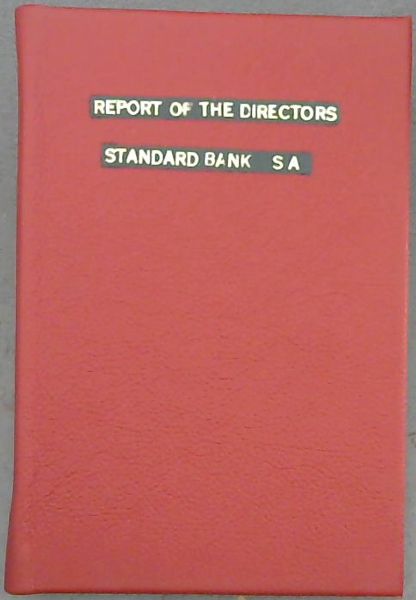 REPORT OF THE DIRECTORS
STANDARD BANK S A